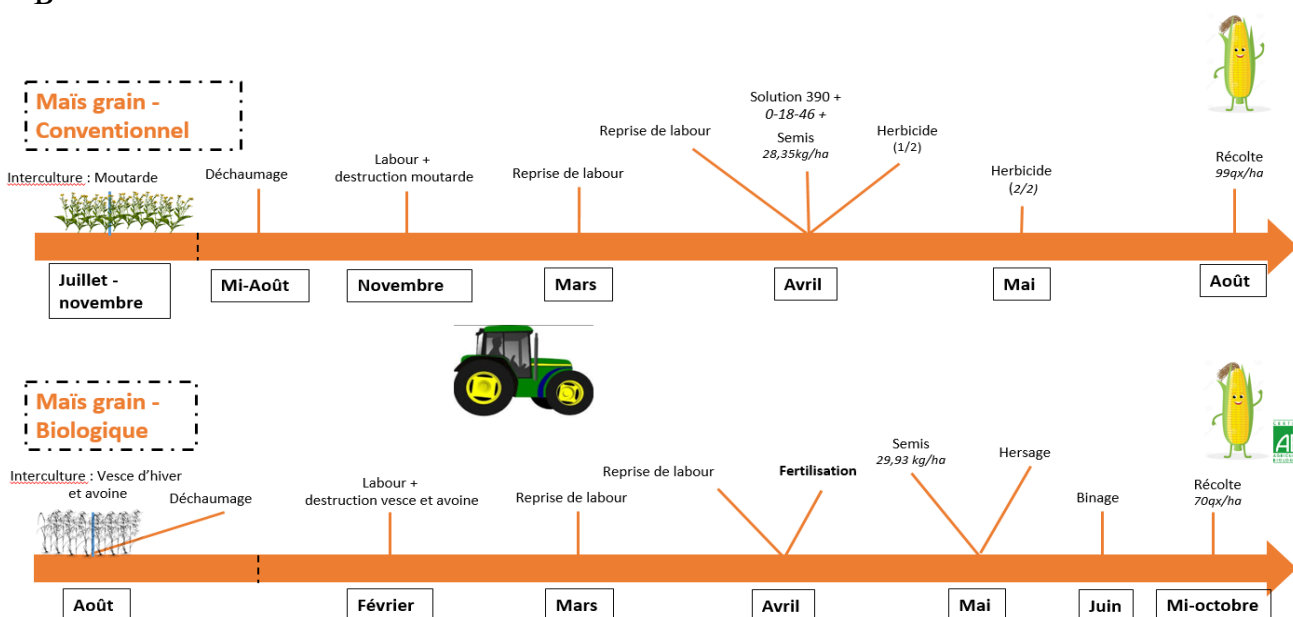 Maïs grain -
Conventionnel
Interculture : Moutarde
Déchaumage
Labour +
destruction moutarde
Reprise de labour
Reprise de labour
Solution 390 +
0-18-46 +
Semis
28,35kg/ha
Herbicide
(1/2)
Herbicide
(2/2)
Récolte
99qx/ha
Juillet -
novembre
Mi-Août
Novembre
Mars
Avril
Mai
Août
Maïs grain -
Biologique
Interculture : Vesce d'hiver
et avoine
Déchaumage
Labour +
destruction vesce et avoine
Reprise de labour
Reprise de labour
Fertilisation
Semis
29,93 kg/ha
Hersage
Binage
Récolte
70qx/ha
Août
Février
Mars
Avril
Mai
Juin
Mi-octobre